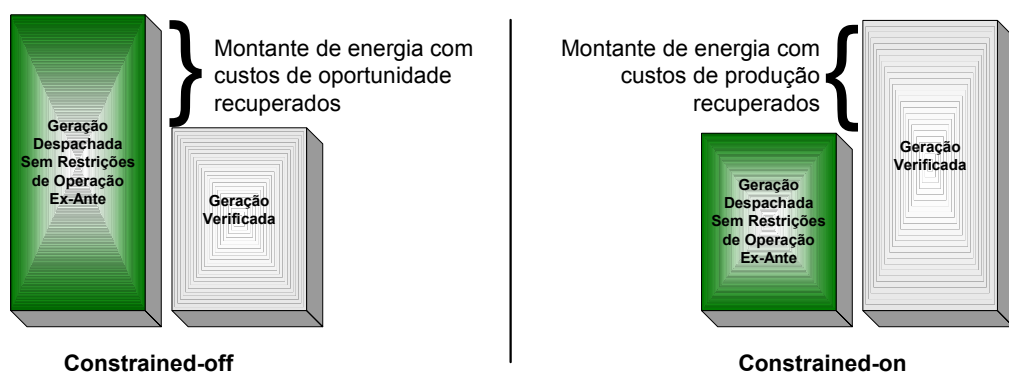 Montante de energia com
custos de oportunidade
recuperados
Geração
Despachada
Sem Restrições
de Operação
Ex-Ante
Geração
Verificada
Constrained-off
Montante de energia com
custos de produção
recuperados
Geração
Despachada
Sem Restrições
de Operação
Ex-Ante
Geração
Verificada
Constrained-on